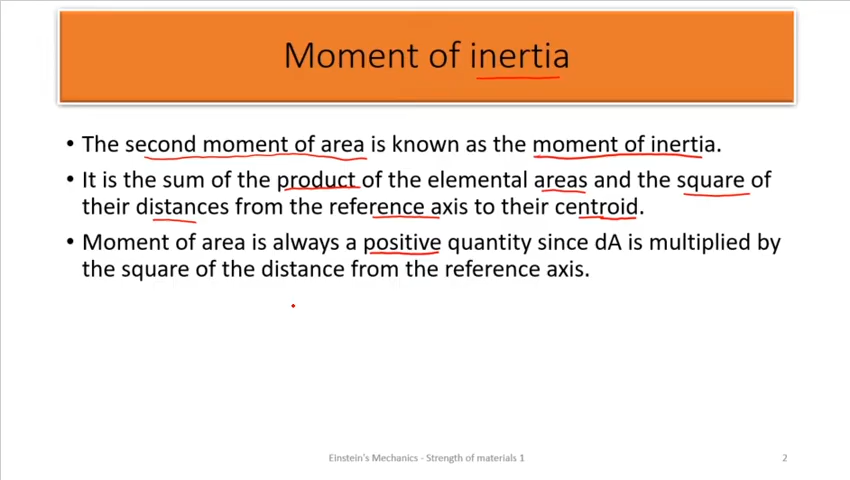 Moment of inertia
• The second moment of area is known as the moment of inertia.
• It is the sum of the product of the elemental areas and the square of
their distances from the reference axis to their centroid.
• Moment of area is always a positive quantity since dA is multiplied by
the square of the distance from the reference axis.
Einstein's Mechanics - Strength of materials 1
2